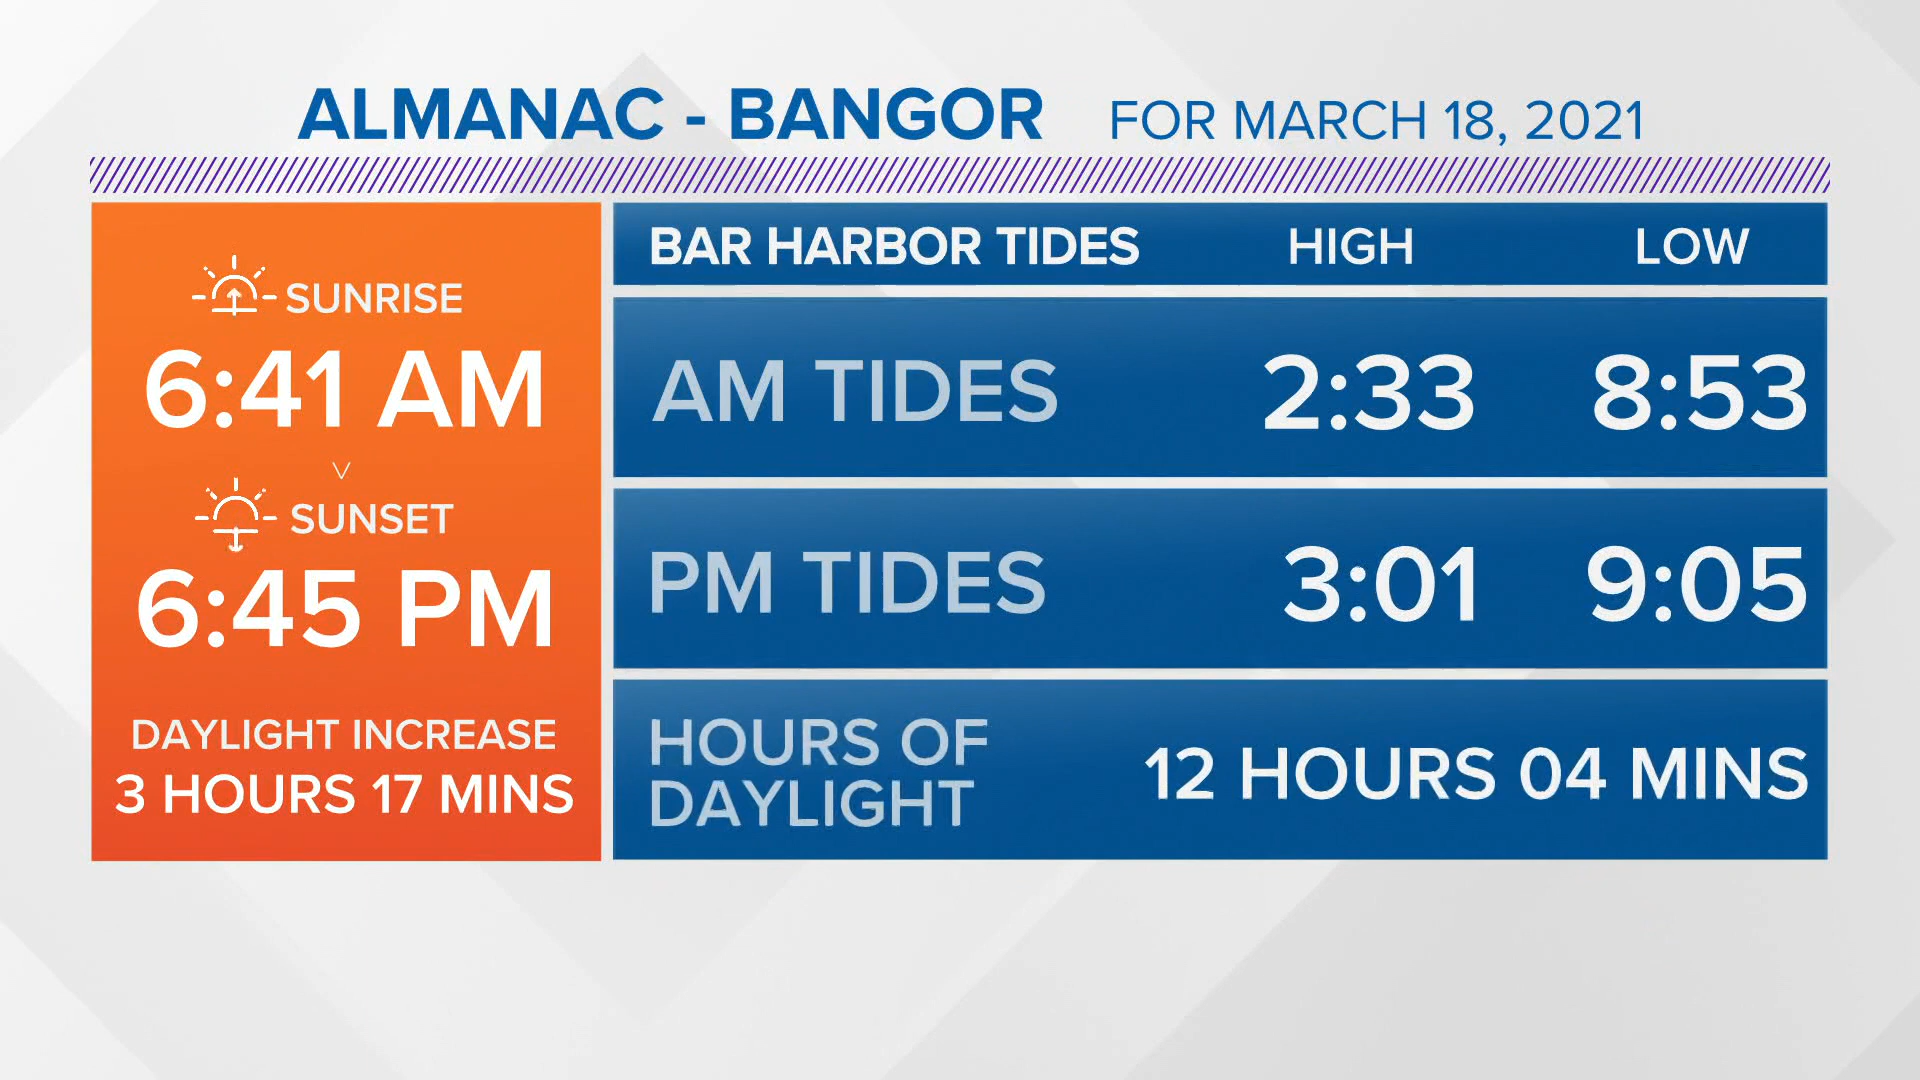 ALMANAC - BANGOR FOR MARCH 18, 2021
SUNRISE
6:41 AM
SUNSET
6:45 PM
DAYLIGHT INCREASE
3 HOURS 17 MINS
BAR HARBOR TIDES HIGH LOW
AM TIDES 2:33 8:53
PM TIDES 3:01 9:05
HOURS OF
DAYLIGHT
12 HOURS 04 MINS